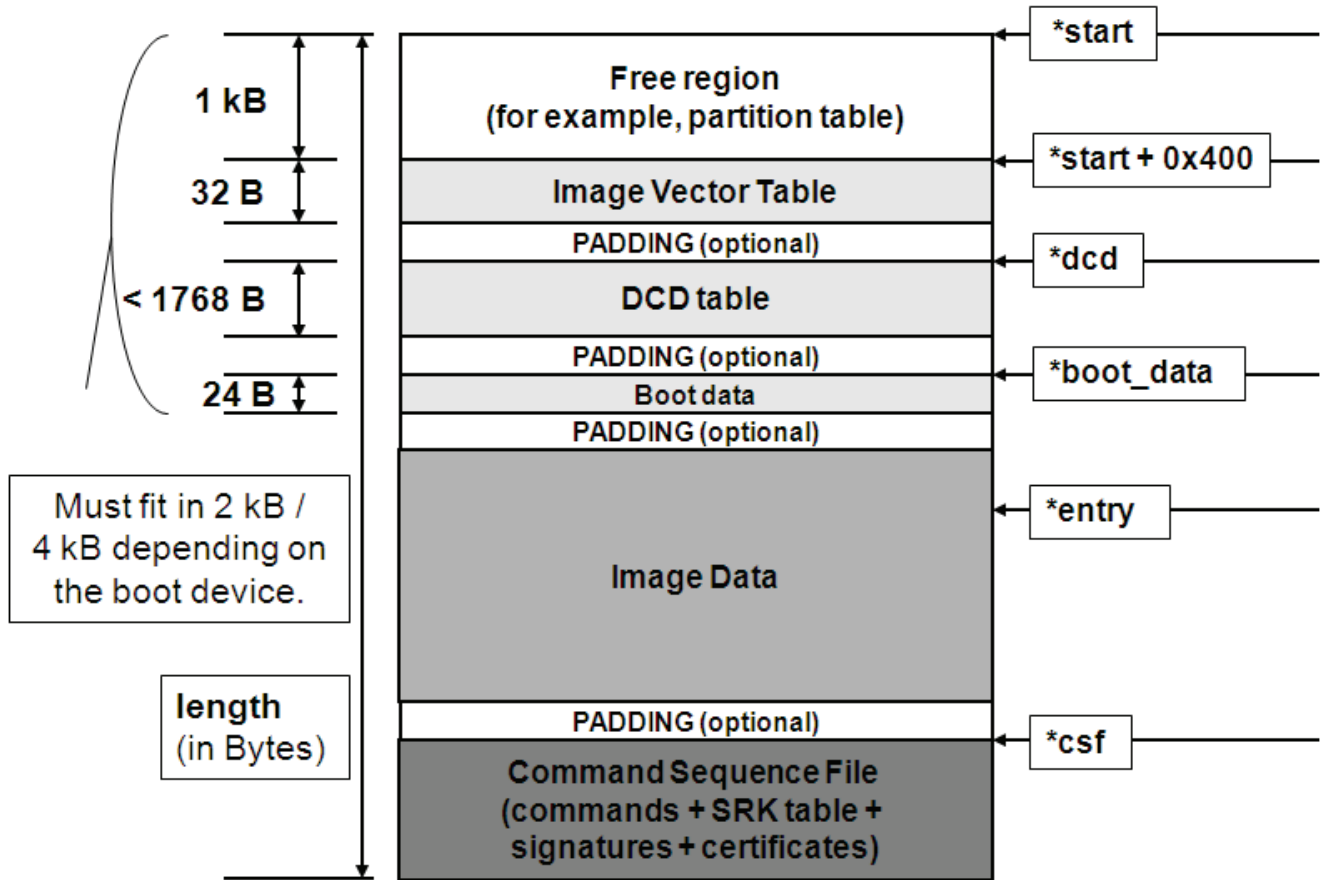 *start
Free region
(for example, partition table)
1 kB
*start + 0x400
32 B
Image Vector Table
PADDING (optional)
*dcd
< 1768 B
DCD table
PADDING (optional)
*boot_data
24 B
Boot data
PADDING (optional)
Must fit in 2 kB /
4 kB depending on
the boot device.
*entry
Image Data
length
(in Bytes)
PADDING (optional)
*csf
Command Sequence File
(commands + SRK table +
signatures + certificates)